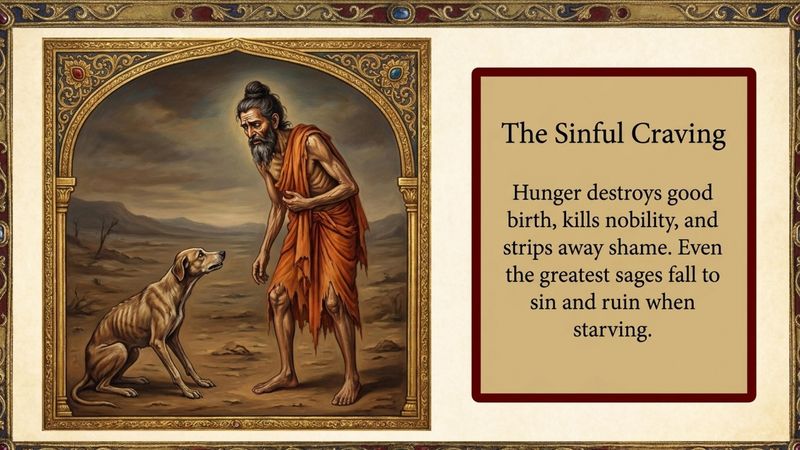 The Sinful Craving
Hunger destroys good
birth, kills nobility, and
strips away shame. Even
the greatest sages fall to
sin and ruin when
starving.